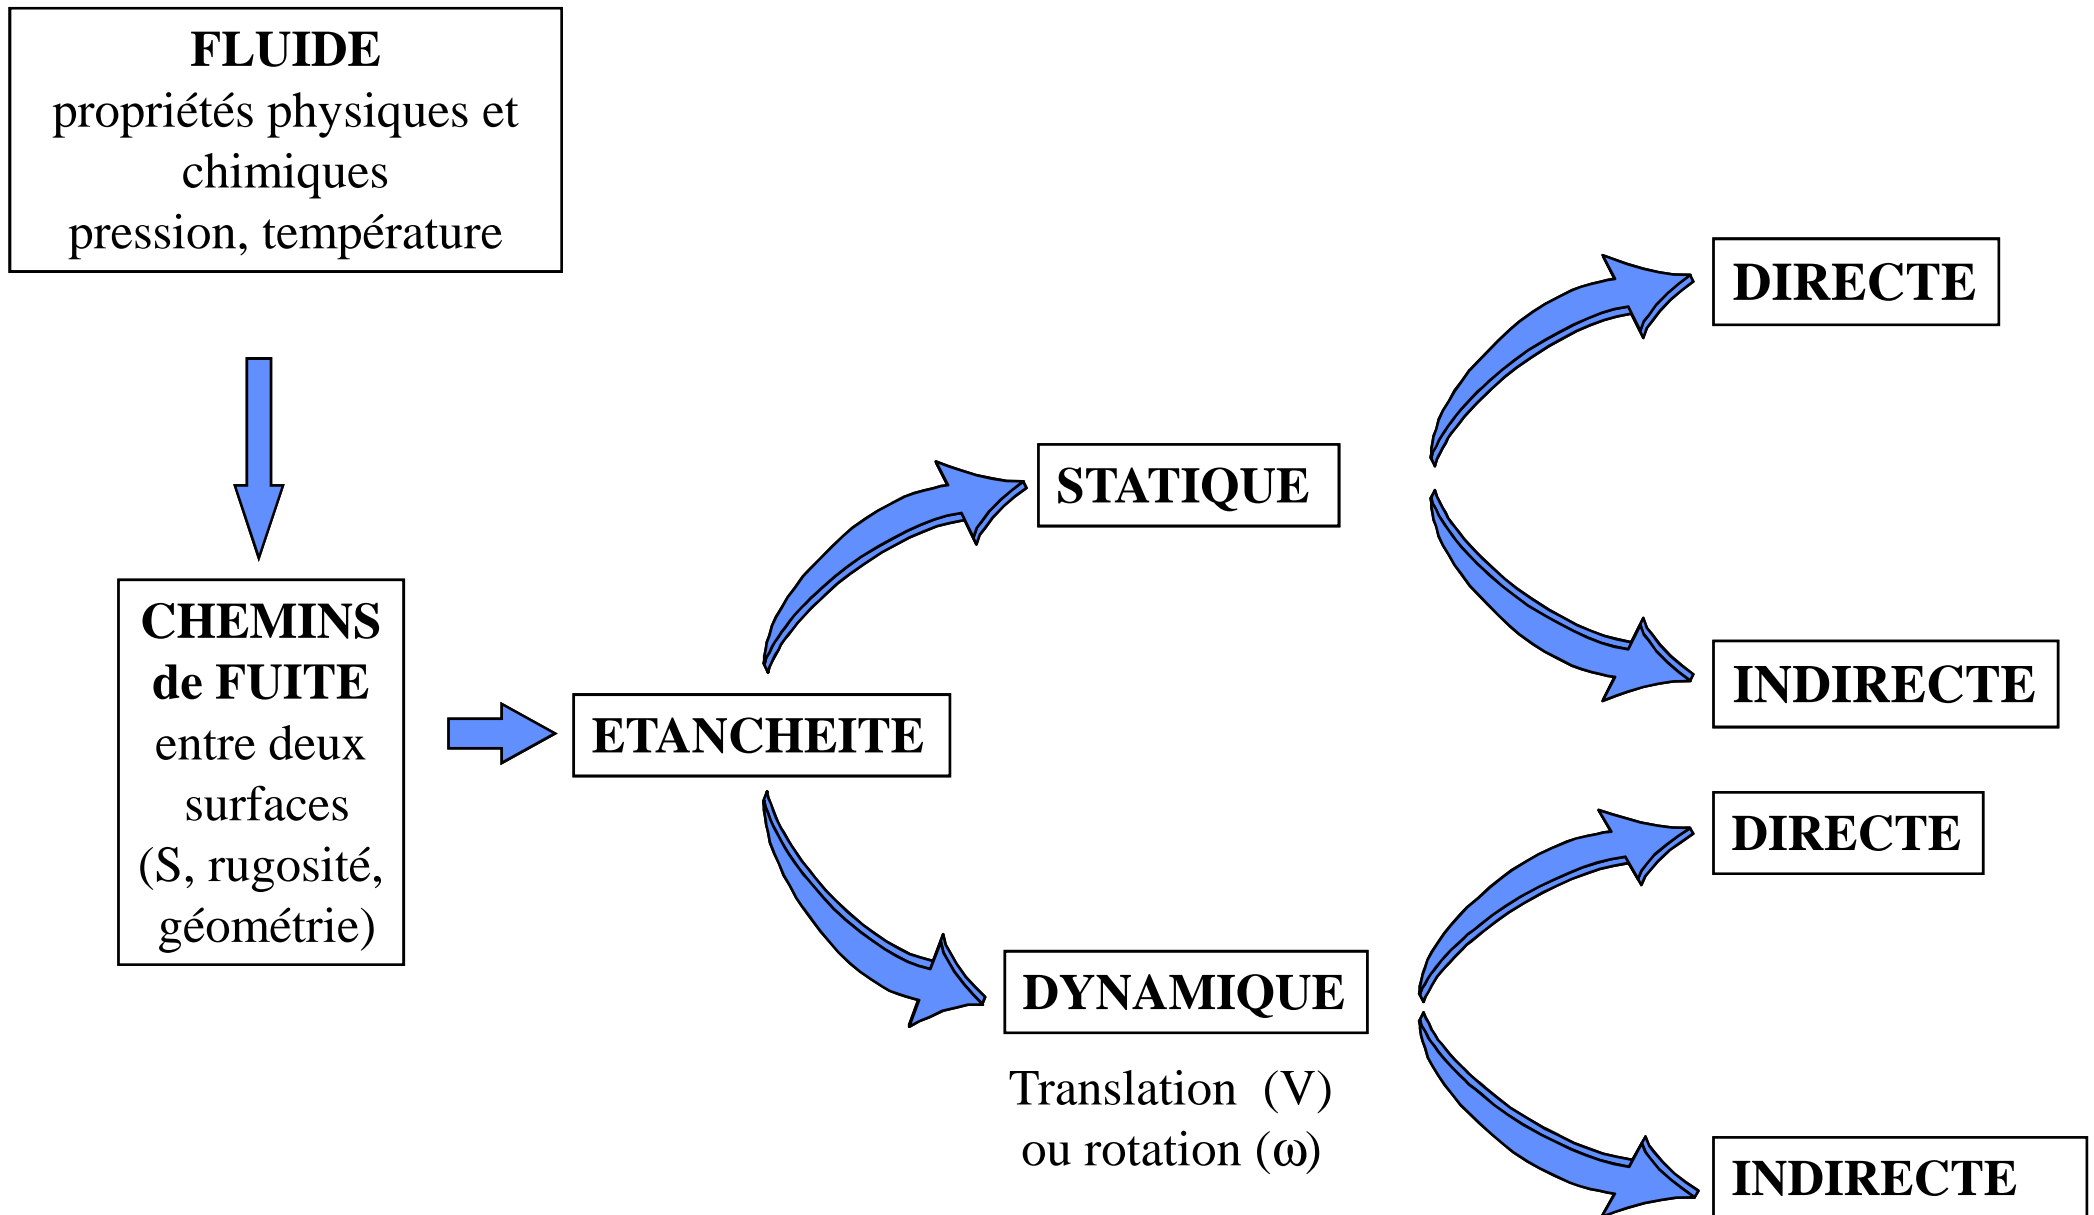 FLUIDE
propriétés physiques et
chimiques
pression, température
CHEMINS
de FUITE
entre deux
surfaces
(S, rugosité,
géométrie)
ETANCHEITE
STATIQUE
DIRECTE
INDIRECTE
DYNAMIQUE
Translation (V)
ou rotation (ω)
DIRECTE
INDIRECTE